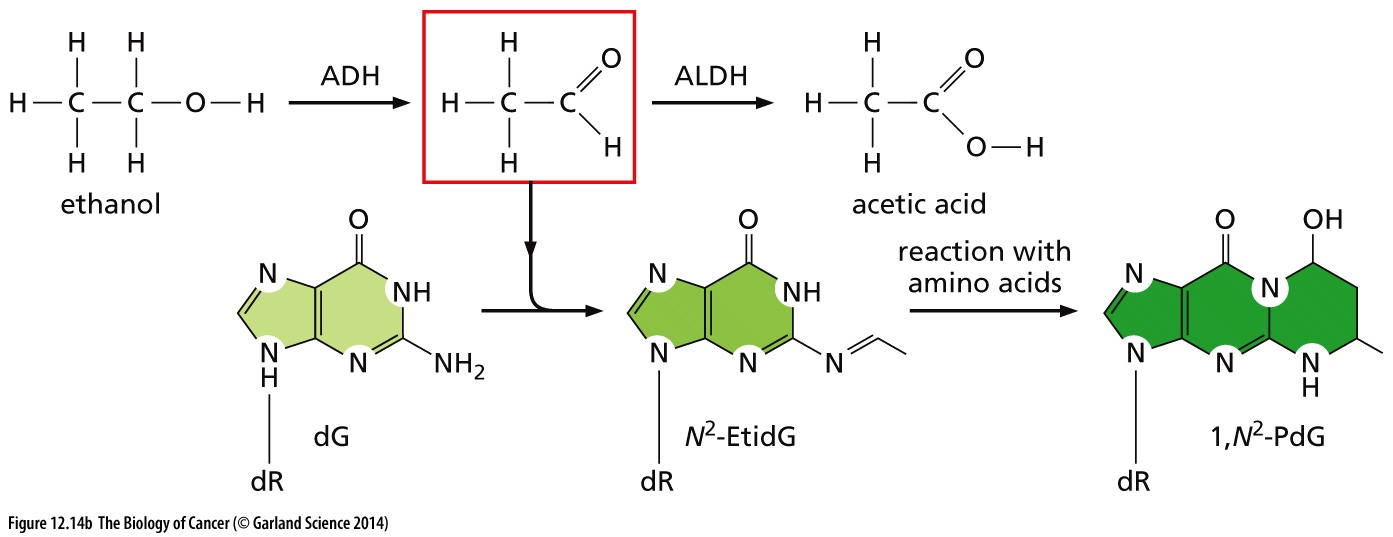 H H H O H O
H C C O H ADH H C C ALDH H C C
H H H H H O H
ethanol acetic acid
O O O OH
reaction with
amino acids
N NH N NH N N
N N NH2 N N N N N N
H H
dG N2-EtidG 1,N2-PdG
dR dR dR
Figure 12.14b The Biology of Cancer (© Garland Science 2014)